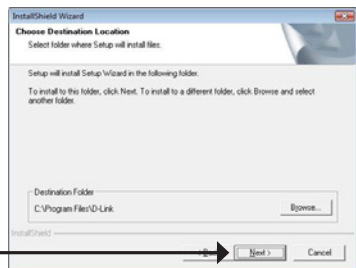 InstallShield Wizard
Choose Destination Location
Select folder where Setup will install files.
Setup will install Setup Wizard in the following folder.
To install to this folder, click Next. To install to a different folder, click Browse and select
another folder.
Destination Folder
C:\Program Files\D-Link
Browse...
InstallShield
Next >
Cancel